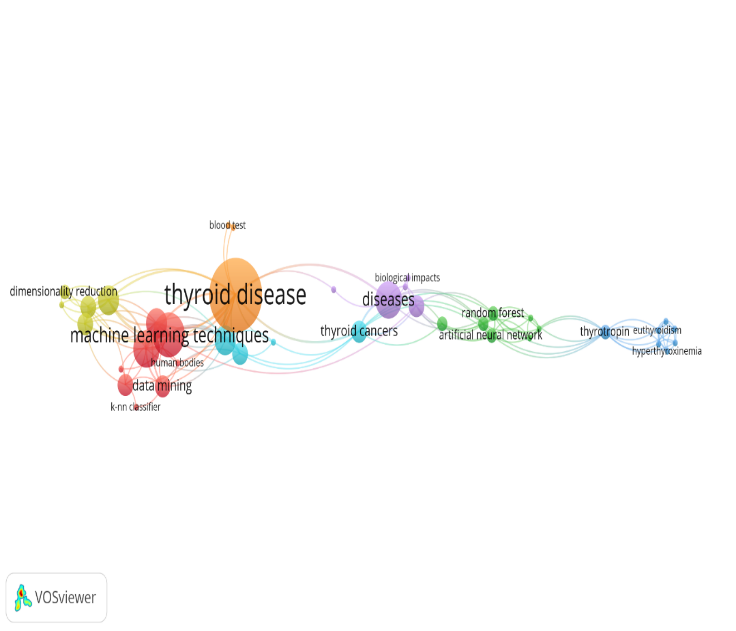 blood test
biological impacts
dimensionality reduction
thyroid disease
diseases
random forest
machine learning techniques
thyroid cancers
artificial neural network
thyrotropin
euthyroidism
hyperthyroxinemia
human bodies
data mining
k-nn classifier
VOSviewer